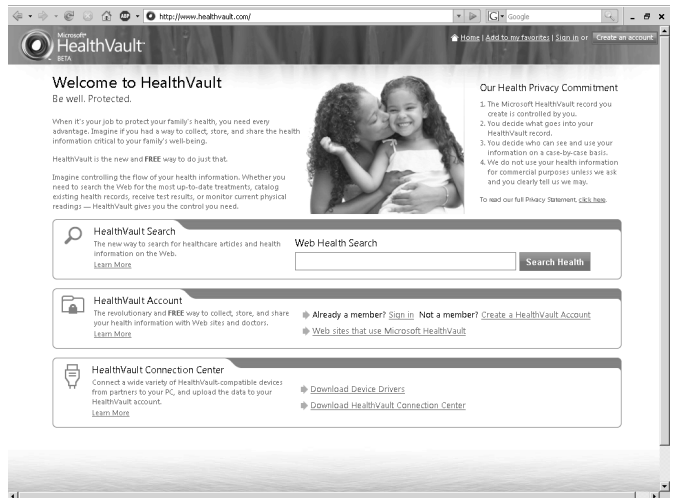 http://www.healthvault.com/
Google
Microsoft
HealthVault
BETA
Home | Add to my favorites | Sign in or Create an account
Welcome to HealthVault
Be well. Protected.
When it's your job to protect your family's health, you need every
advantage. Imagine if you had a way to collect, store, and share the health
information critical to your family's well-being.
HealthVault is the new and FREE way to do just that.
Imagine controlling the flow of your health information. Whether you
need to search the Web for the most up-to-date treatments, catalog
existing health records, receive test results, or monitor current physical
readings — HealthVault gives you the control you need.
Our Health Privacy Commitment
1. The Microsoft HealthVault record you
create is controlled by you.
2. You decide what goes into your
HealthVault record.
3. You decide who can see and use your
information on a case-by-case basis.
4. We do not use your health information
for commercial purposes unless we ask
and you clearly tell us we may.
To read our full Privacy Statement, click here.
HealthVault Search
The new way to search for healthcare articles and health
information on the Web.
Learn More
Web Health Search
Search Health
HealthVault Account
The revolutionary and FREE way to collect, store, and share
your health information with Web sites and doctors.
Learn More
Already a member? Sign in Not a member? Create a HealthVault Account
Web sites that use Microsoft HealthVault
HealthVault Connection Center
Connect a wide variety of HealthVault-compatible devices
from partners to your PC, and upload the data to your
HealthVault account.
Learn More
Download Device Drivers
Download HealthVault Connection Center